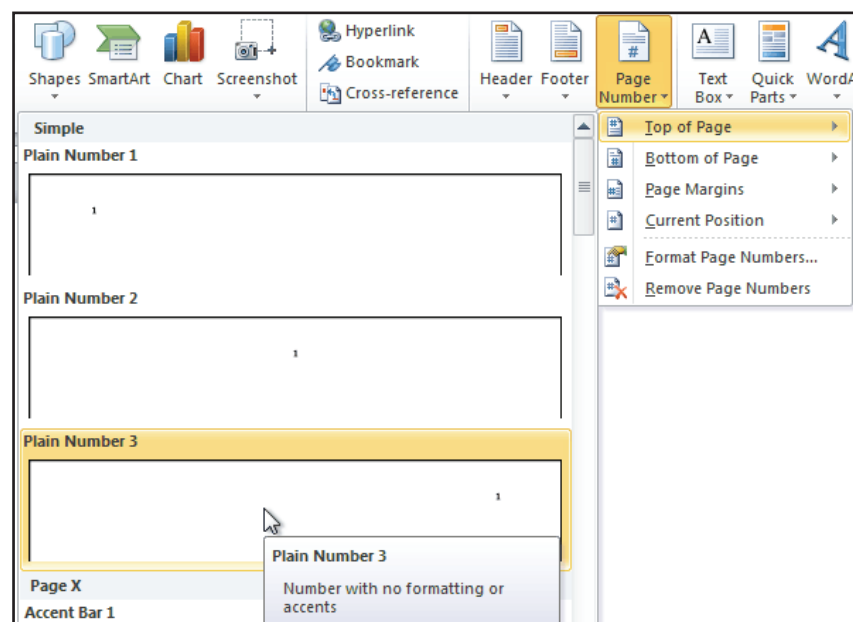 Hyperlink
Bookmark
Cross-reference
Shapes SmartArt Chart Screenshot
Header Footer
Page Number
Text Box
Quick Parts
WordA
#
A
A
Top of Page
Bottom of Page
Page Margins
Current Position
Format Page Numbers...
Remove Page Numbers
Simple
Plain Number 1
1
Plain Number 2
1
Plain Number 3
1
Plain Number 3
Number with no formatting or
accents
Page X
Accent Bar 1